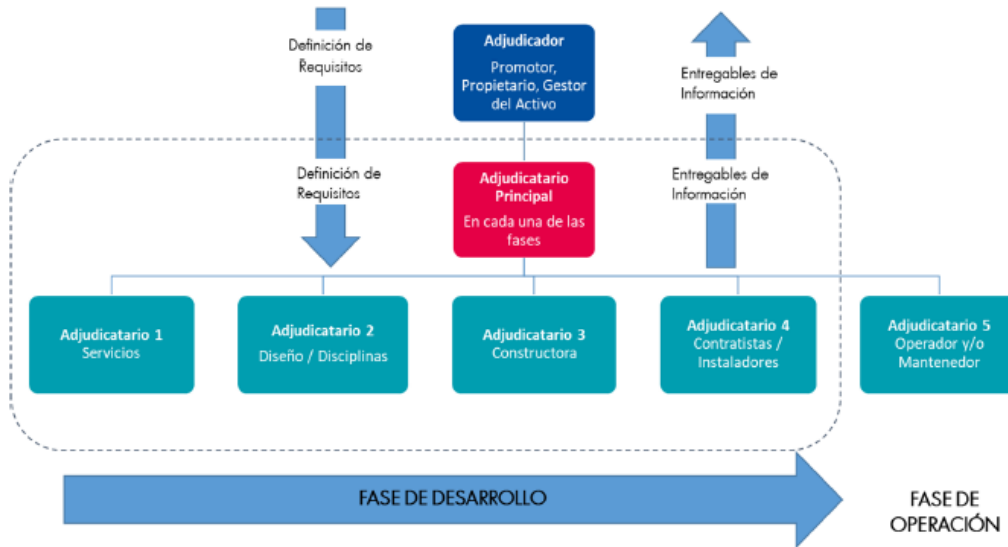 Definición de
Requisitos
Adjudicador
Promotor,
Propietario, Gestor
del Activo
Entregables de
Información
Definición de
Requisitos
Adjudicatario
Principal
En cada una de las
fases
Entregables de
Información
Adjudicatario 1
Servicios
Adjudicatario 2
Diseño / Disciplinas
Adjudicatario 3
Constructora
Adjudicatario 4
Contratistas /
Instaladores
Adjudicatario 5
Operador y/o
Mantenedor
FASE DE DESARROLLO
FASE DE
OPERACIÓN